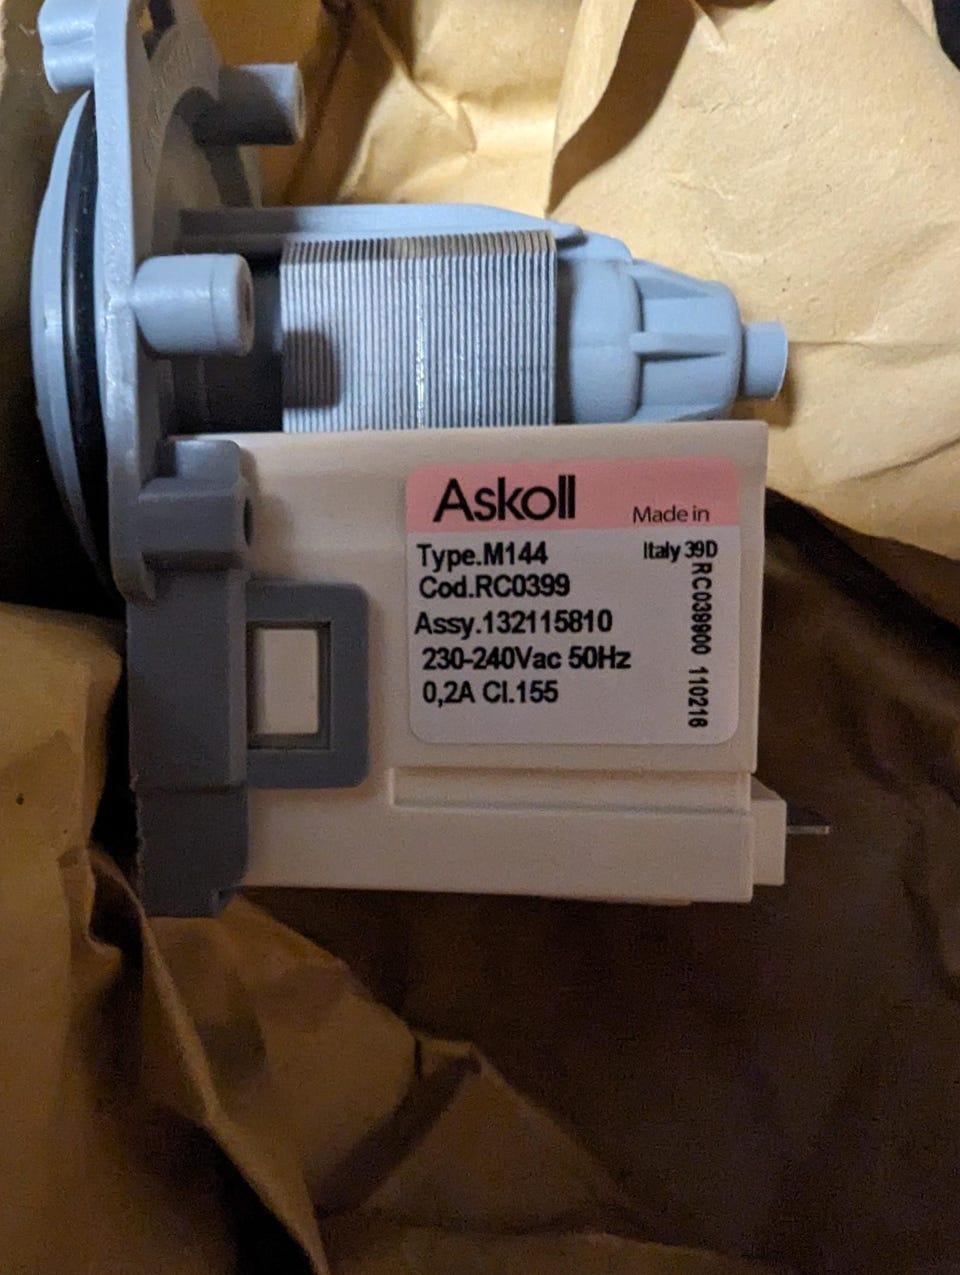 Askoll
Made in
Italy 39D
Type.M144
Cod.RC0399
Assy.132115810
230-240Vac 50Hz
0,2A Cl.155
RC039900 110216